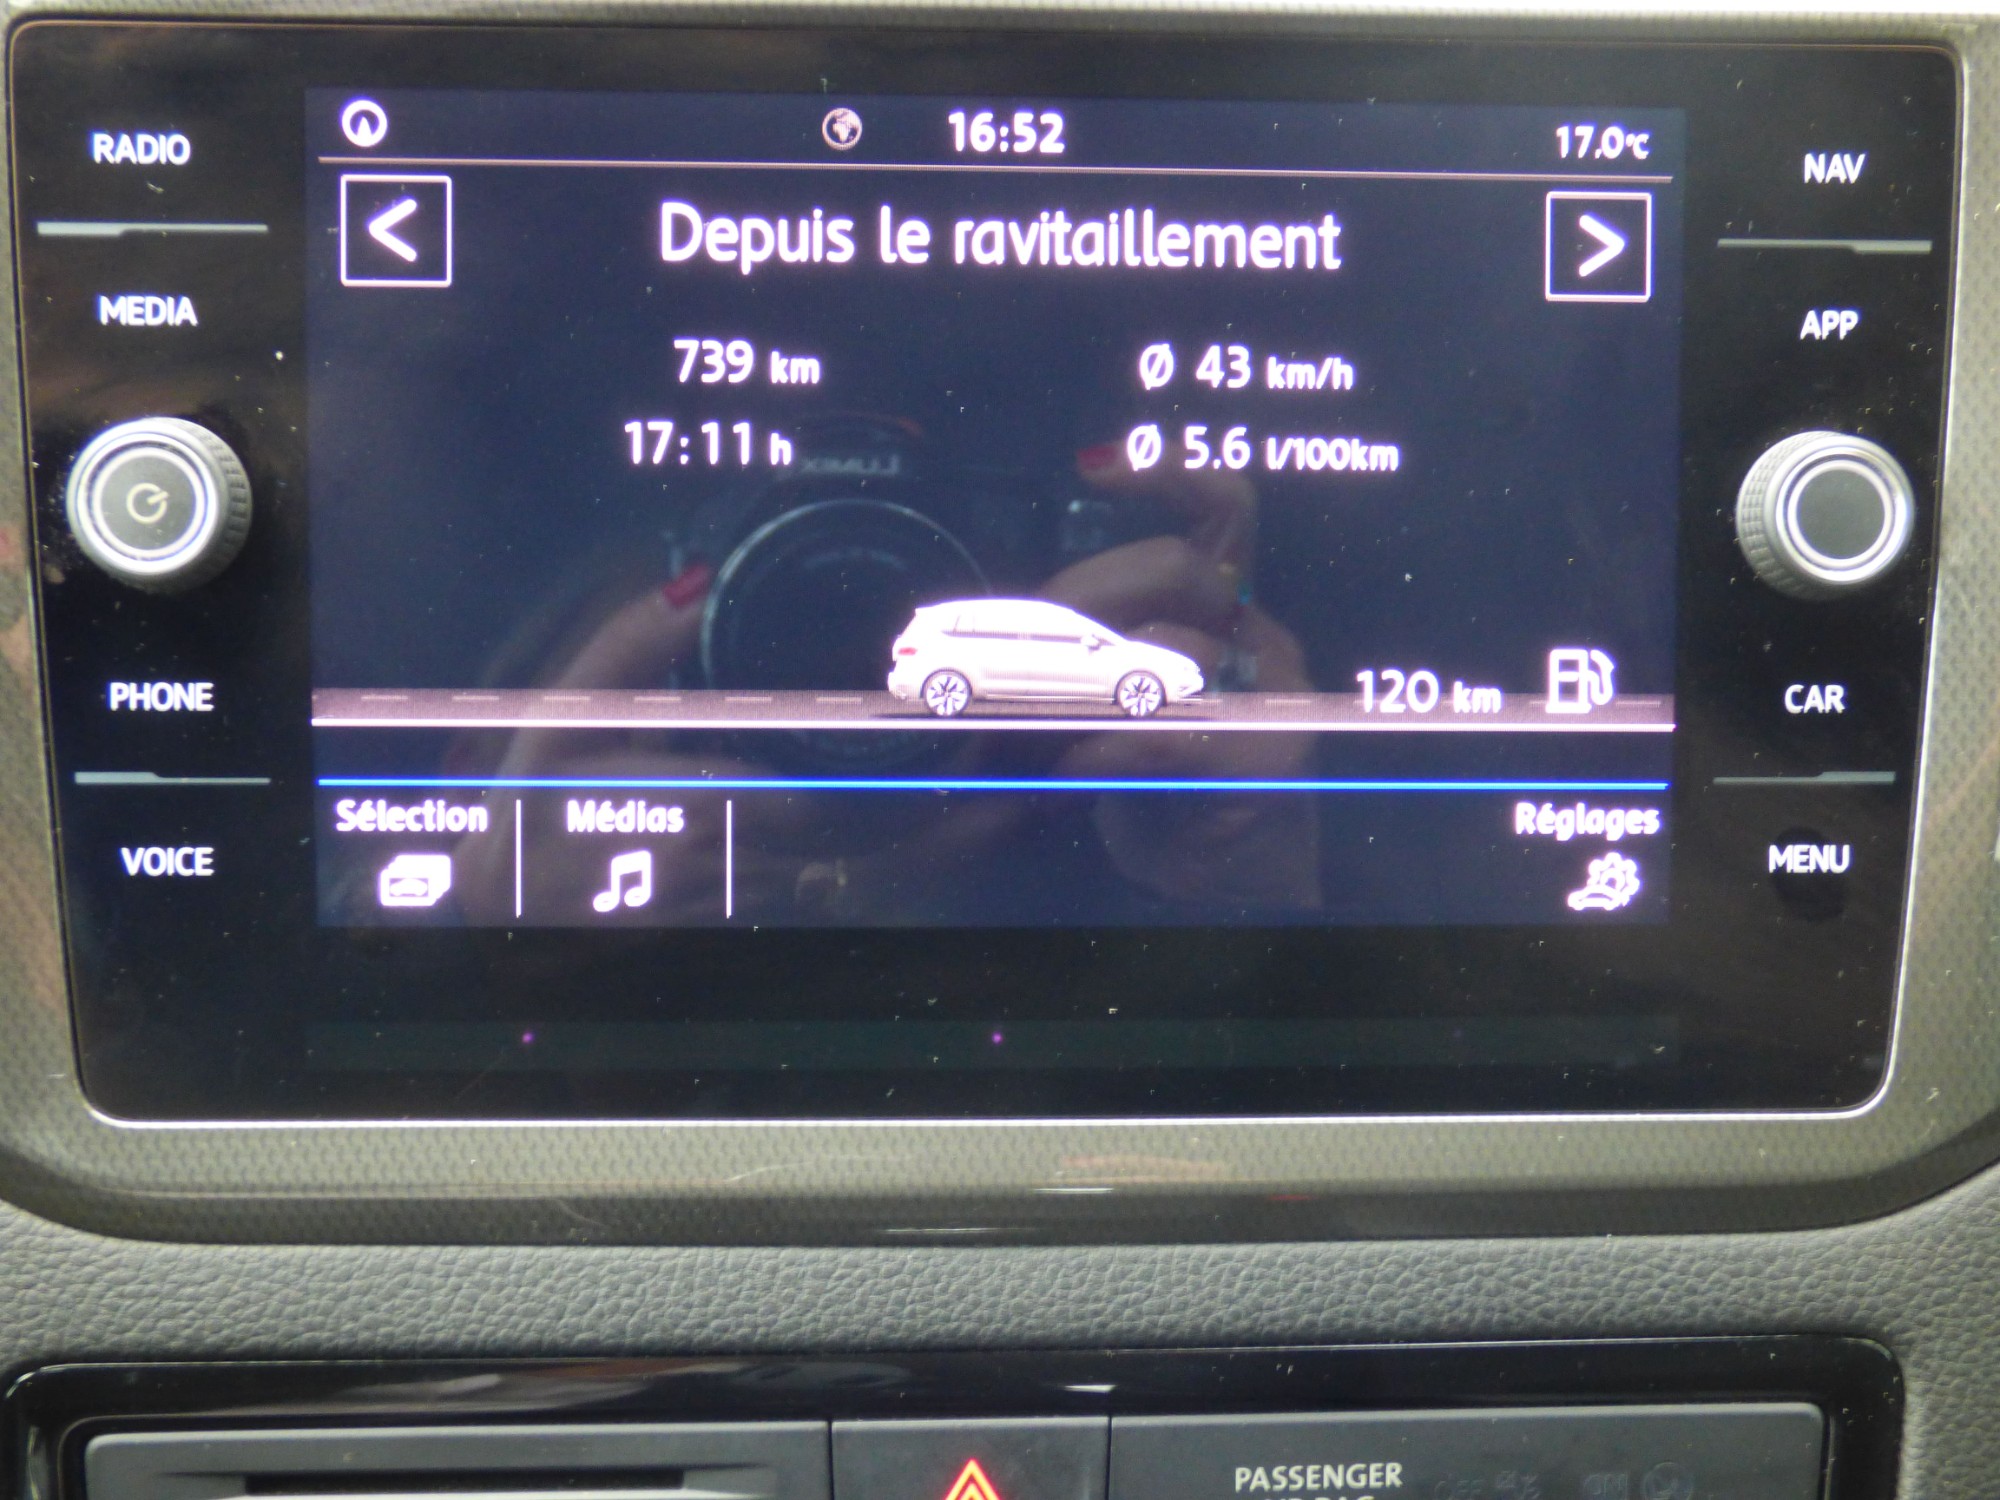 RADIO
MEDIA
PHONE
VOICE
16:52
17.0°C
<
Depuis le ravitaillement
>
739 km
Ø 43 km/h
17:11 h
Ø 5.6 l/100km
120 km
Sélection
Médias
Réglages
NAV
APP
CAR
MENU
LUMIX
PASSENGER